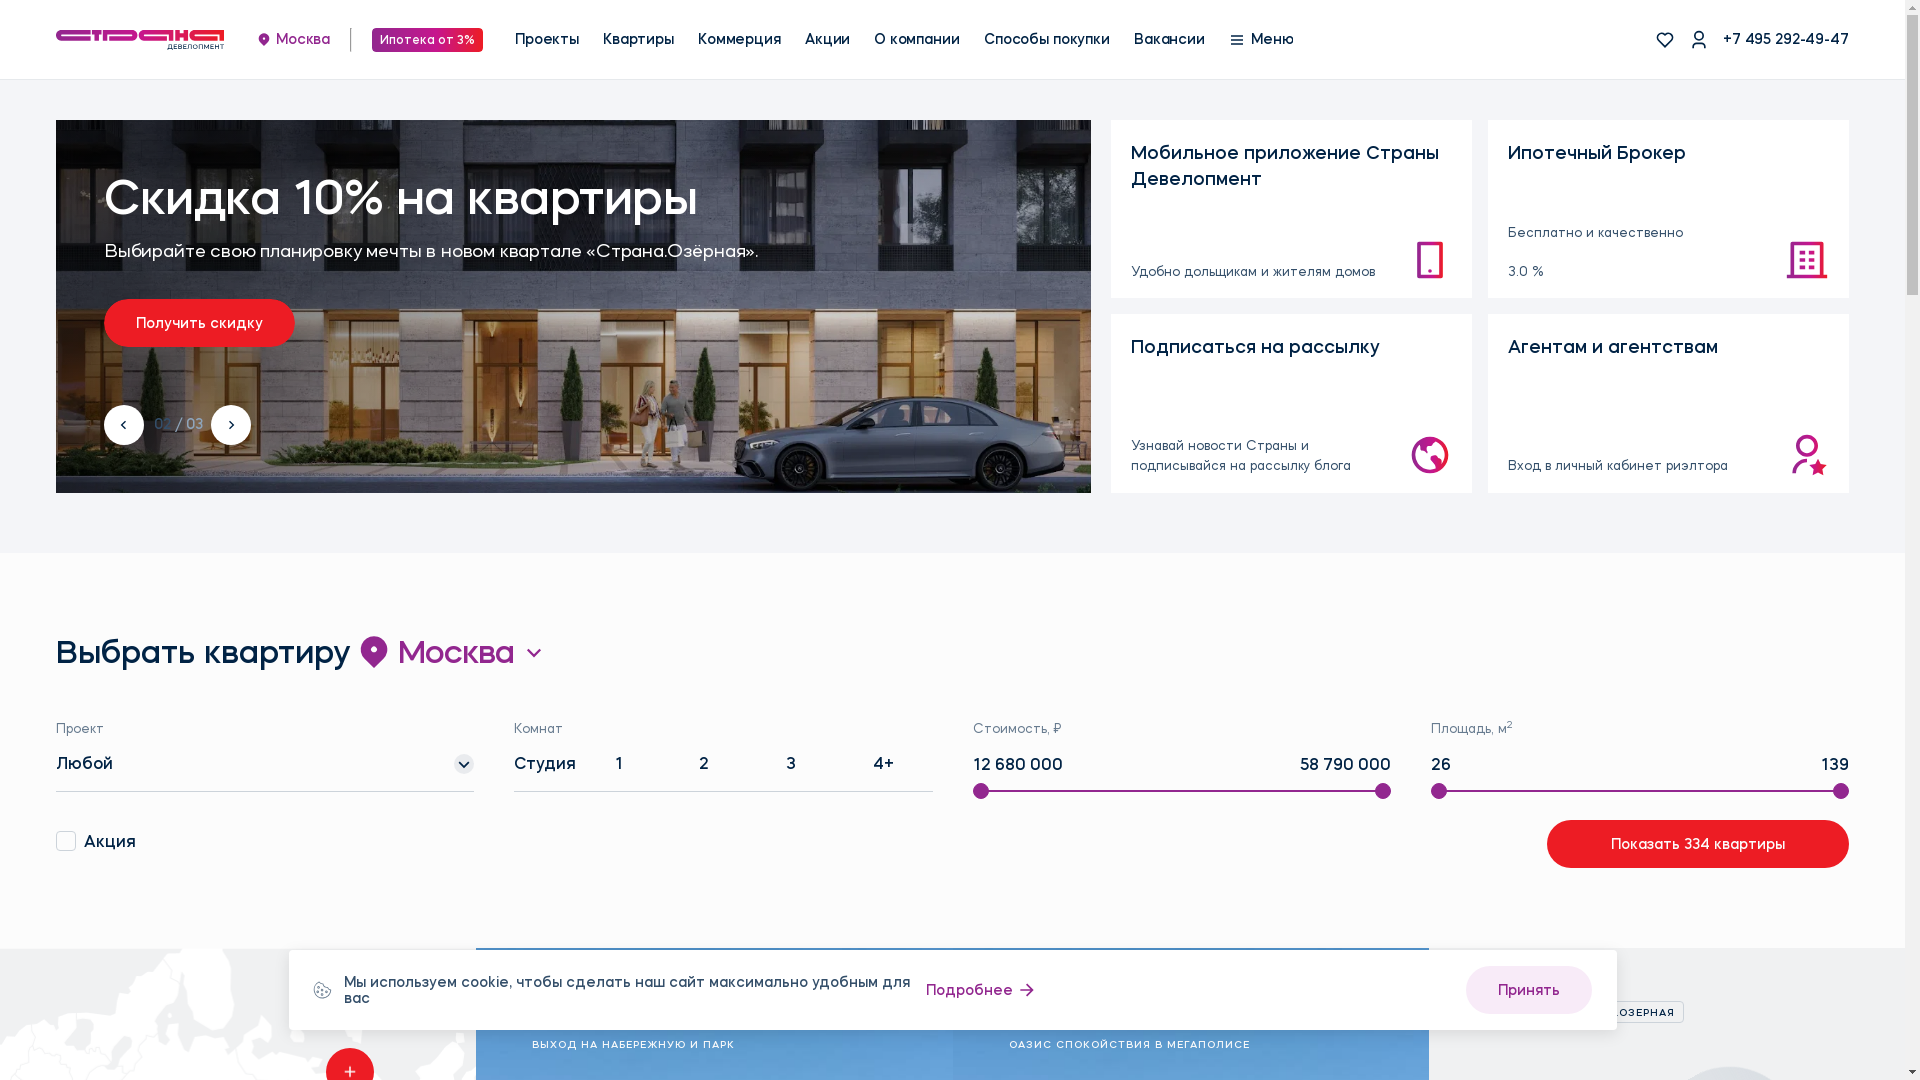 СТРАНА
ДЕВЕЛОПМЕНТ
Москва
Ипотека от 3%
Проекты
Квартиры
Коммерция
Акции
О компании
Способы покупки
Вакансии
Меню
+7 495 292-49-47
Скидка 10% на квартиры
Выбирайте свою планировку мечты в новом квартале «Страна.Озёрная».
Получить скидку
02 / 03
Мобильное приложение Страны
Девелопмент
Удобно дольщикам и жителям домов
Ипотечный Брокер
Бесплатно и качественно
3.0 %
Подписаться на рассылку
Узнавай новости Страны и
подписывайся на рассылку блога
Агентам и агентствам
Вход в личный кабинет риэлтора
Выбрать квартиру Москва
Проект
Любой
Комнат
Студия 1 2 3 4+
Стоимость, ₽
12 680 000 58 790 000
Площадь, м²
26 139
Акция
Показать 334 квартиры
Мы используем cookie, чтобы сделать наш сайт максимально удобным для
вас
Подробнее
Принять
ОЗЕРНАЯ
ВЫХОД НА НАБЕРЕЖНУЮ И ПАРК
ОАЗИС СПОКОЙСТВИЯ В МЕГАПОЛИСЕ